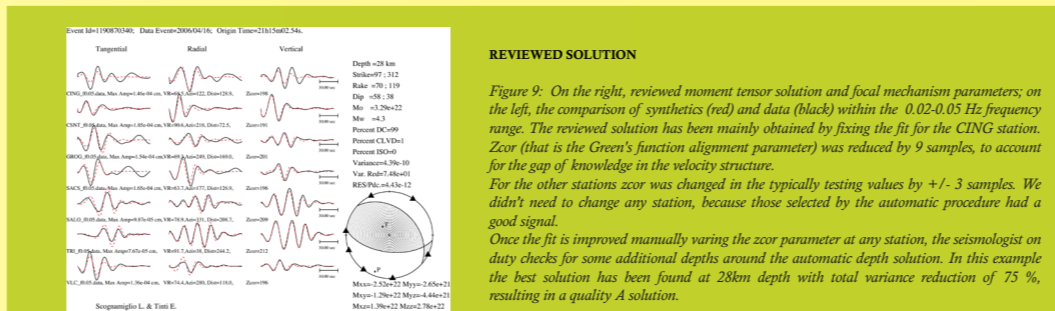 Event Id=1190870340; Data Event=2006/04/16; Origin Time=21h15m02.54s.
Tangential Radial Vertical
Depth =28 km
Strike=97 ; 312
Rake =70 ; 119
Dip =58 ; 38
Mo =3.29e+22
Mw =4.3
Percent DC=99
Percent CLVD=1
Percent ISO=0
Variance=4.39e-10
Var. Red=7.48e+01
RES/Pdc.=4.43e-12
T
P
Mxx=-2.52e+22 Myy=-2.65e+21
Mxy=-1.29e+22 Myz=-4.44e+21
Mxz=1.39e+22 Mzz=2.78e+22
Scognamiglio L. & Tinti E.
REVIEWED SOLUTION
Figure 9: On the right, reviewed moment tensor solution and focal mechanism parameters; on
the left, the comparison of synthetics (red) and data (black) within the 0.02-0.05 Hz frequency
range. The reviewed solution has been mainly obtained by fixing the fit for the CING station.
Zcor (that is the Green's function alignment parameter) was reduced by 9 samples, to account
for the gap of knowledge in the velocity structure.
For the other stations zcor was changed in the typically testing values by +/- 3 samples. We
didn't need to change any station, because those selected by the automatic procedure had a
good signal.
Once the fit is improved manually varing the zcor parameter at any station, the seismologist on
duty checks for some additional depths around the automatic depth solution. In this example
the best solution has been found at 28km depth with total variance reduction of 75 %,
resulting in a quality A solution.